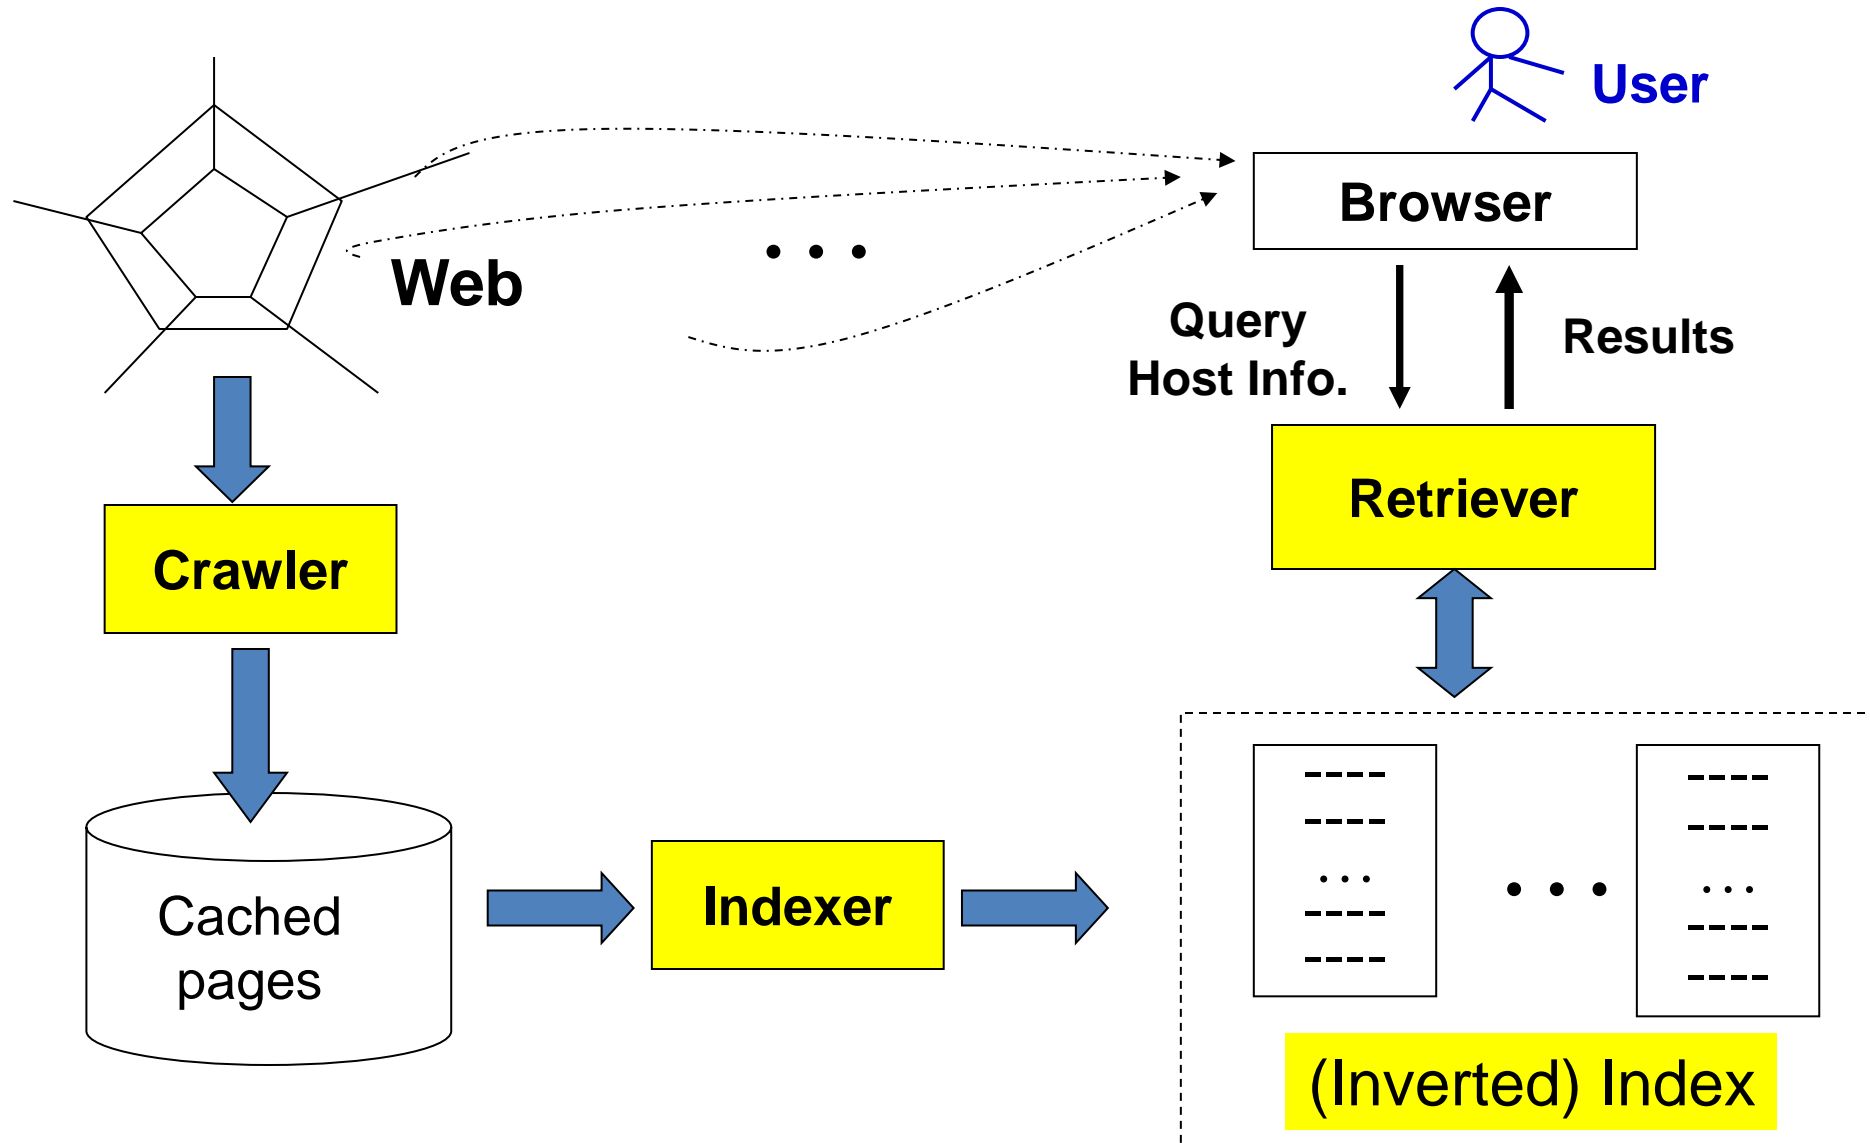 User
Browser
Web
. . .
Query
Host Info.
Results
Retriever
Crawler
Cached
pages
Indexer
----
----
. . .
----
----
. . .
----
----
. . .
----
----
(Inverted) Index